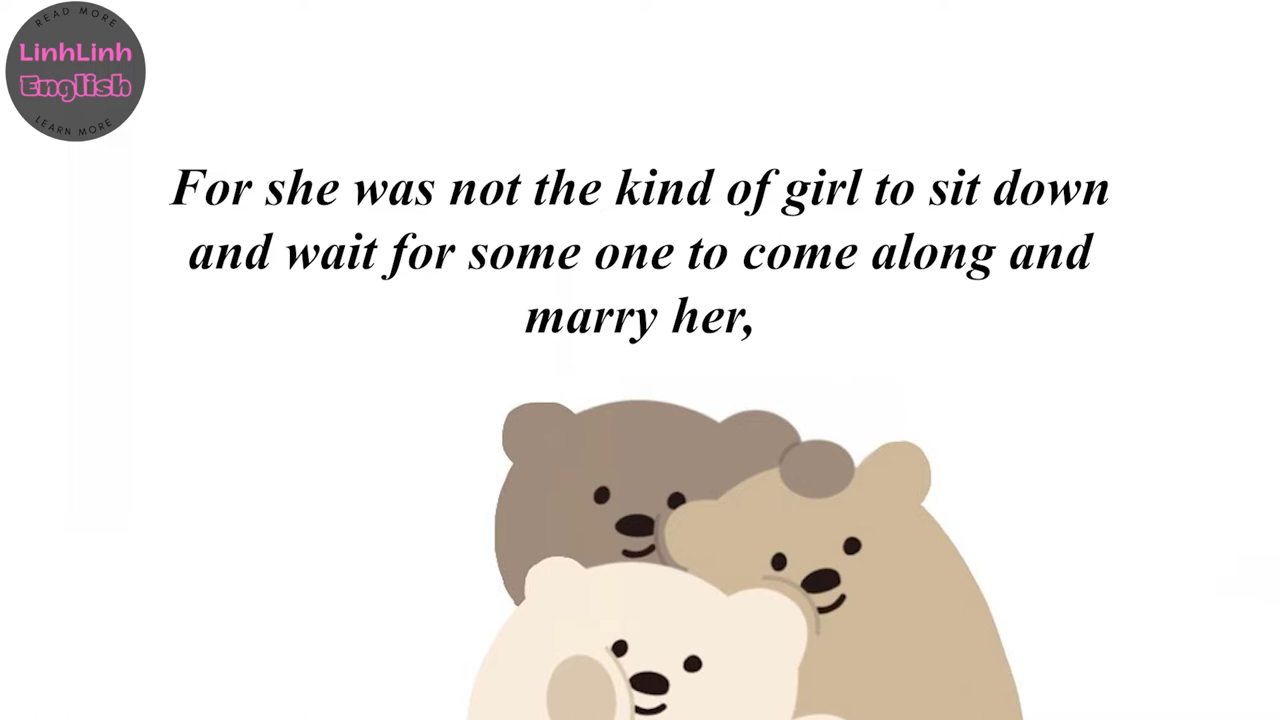 READ MORE
LinhLinh
English
LEARN MORE
For she was not the kind of girl to sit down
and wait for some one to come along and
marry her,